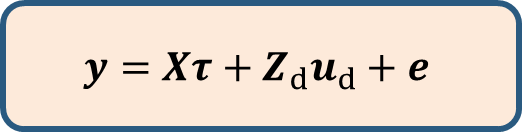 y = Xτ + Z_d u_d + e